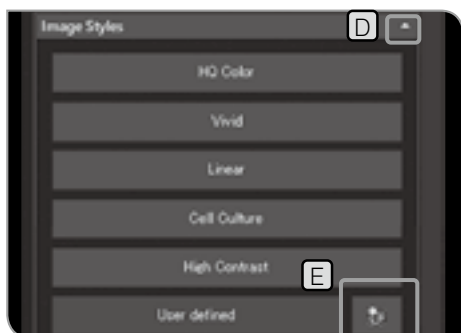 Image Styles D
HQ Color
Vivid
Linear
Cell Culture
High Contrast
E
User defined